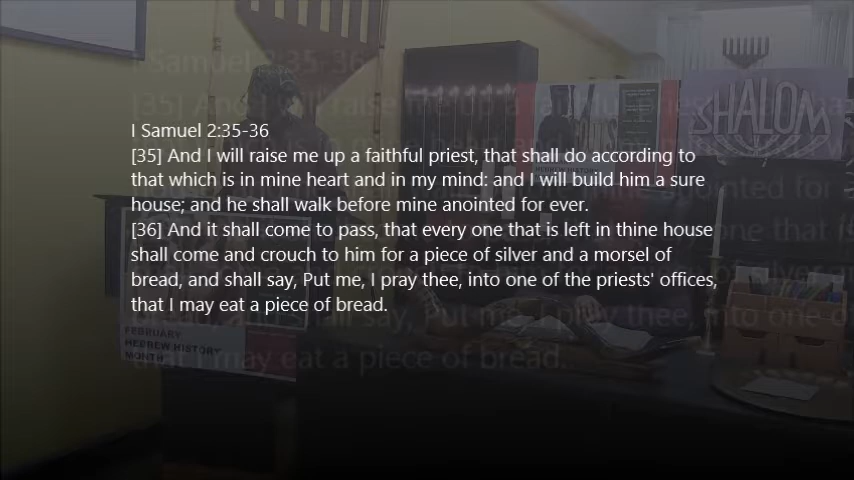 I Samuel 2:35-36
[35] And I will raise me up a faithful priest, that shall do according to
that which is in mine heart and in my mind: and I will build him a sure
house; and he shall walk before mine anointed for ever.
[36] And it shall come to pass, that every one that is left in thine house
shall come and crouch to him for a piece of silver and a morsel of
bread, and shall say, Put me, I pray thee, into one of the priests' offices,
that I may eat a piece of bread.
SHALOM
FEBRUARY
HEBREW HISTORY
MONTH